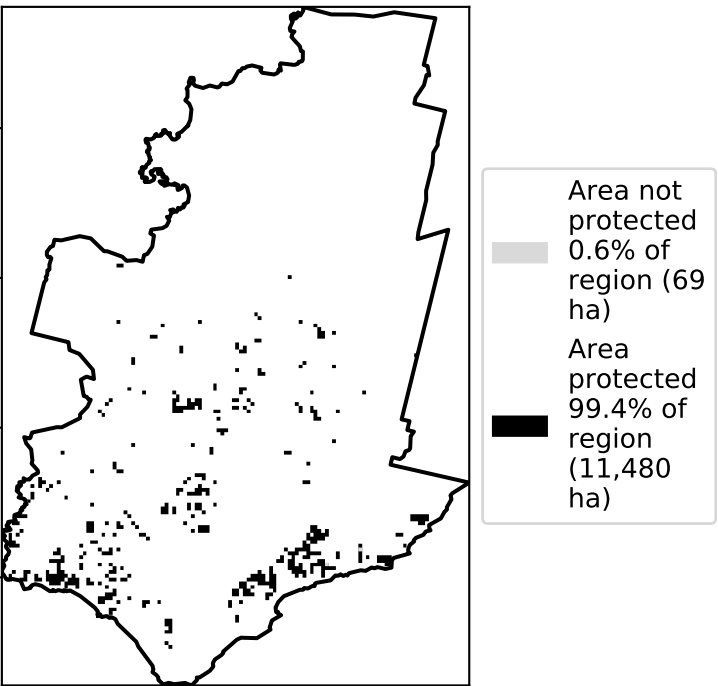 Area not
protected
0.6% of
region (69
ha)
Area
protected
99.4% of
region
(11,480
ha)